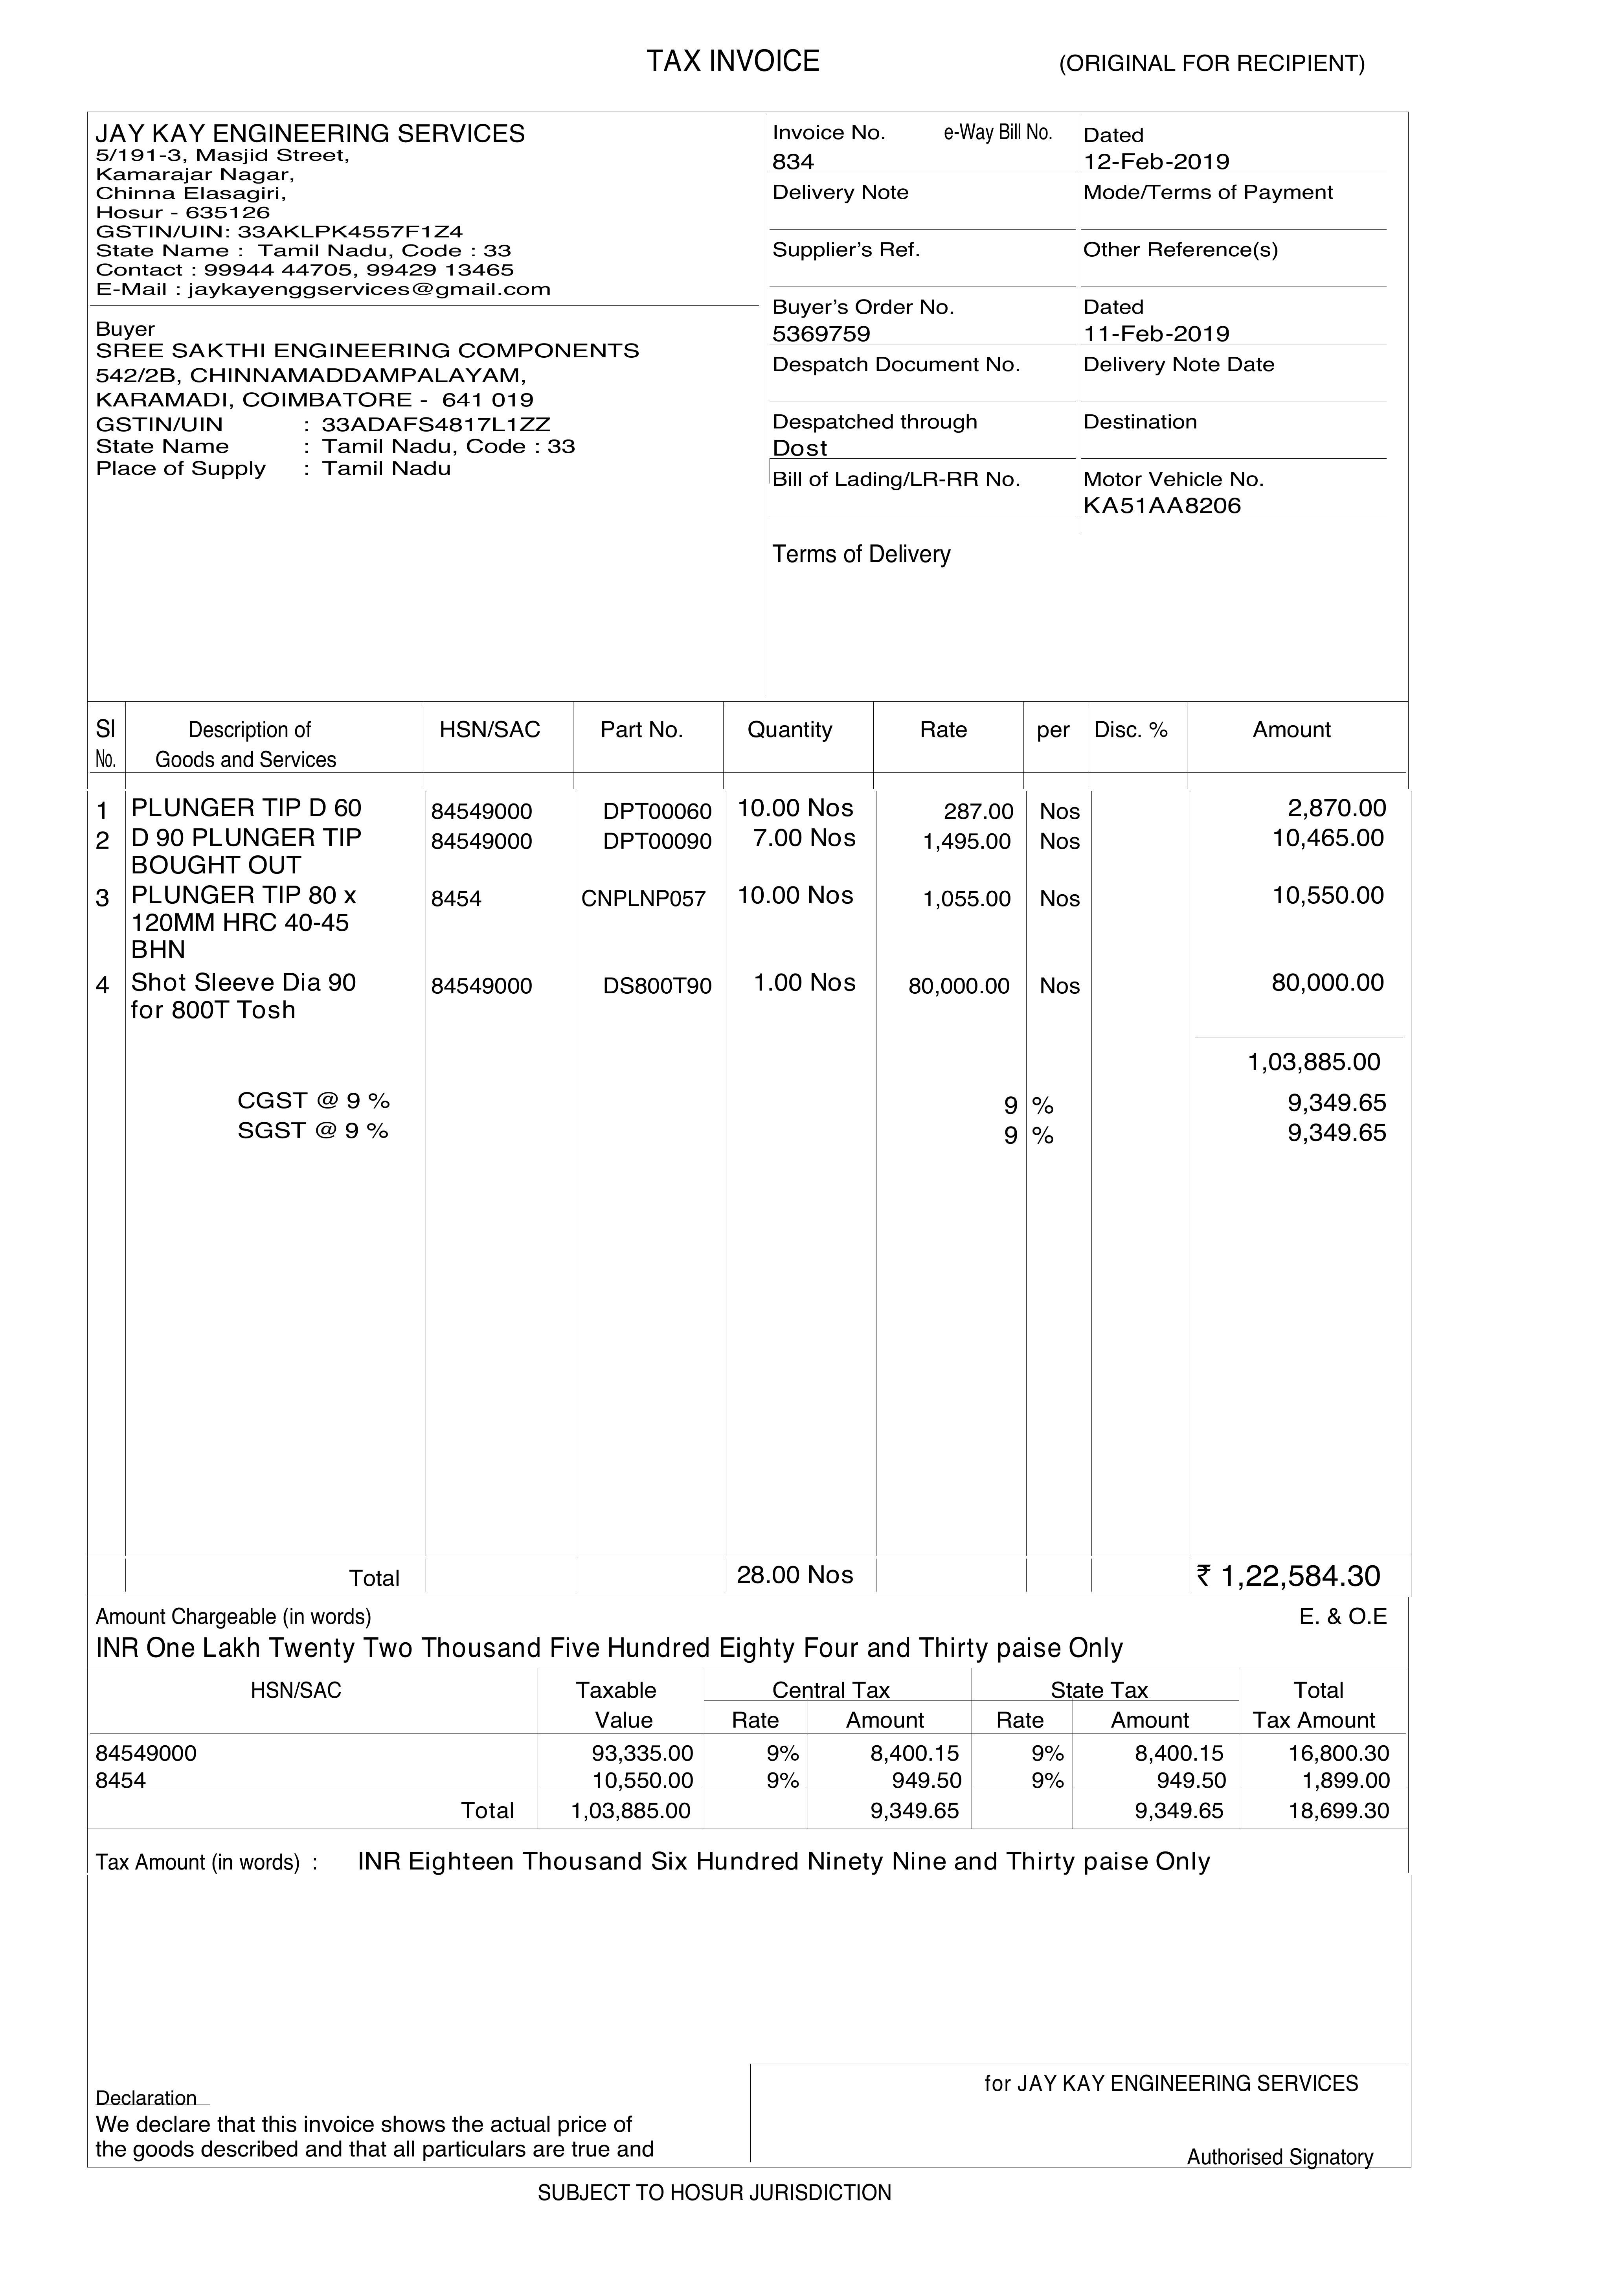 TAX INVOICE (ORIGINAL FOR RECIPIENT)
JAY KAY ENGINEERING SERVICES
5/191-3, Masjid Street,
Kamarajar Nagar,
Chinna Elasagiri,
Hosur - 635126
GSTIN/UIN: 33AKLPK4557F1Z4
State Name : Tamil Nadu, Code : 33
Contact : 99944 44705, 99429 13465
E-Mail : jaykayenggservices@gmail.com
Buyer
SREE SAKTHI ENGINEERING COMPONENTS
542/2B, CHINNAMADDAMPALAYAM,
KARAMADI, COIMBATORE - 641 019
GSTIN/UIN : 33ADAFS4817L1ZZ
State Name : Tamil Nadu, Code : 33
Place of Supply : Tamil Nadu
Invoice No. e-Way Bill No. Dated
834 12-Feb-2019
Delivery Note Mode/Terms of Payment
Supplier's Ref. Other Reference(s)
Buyer's Order No. Dated
5369759 11-Feb-2019
Despatch Document No. Delivery Note Date
Despatched through Destination
Dost
Bill of Lading/LR-RR No. Motor Vehicle No.
KA51AA8206
Terms of Delivery
Sl Description of HSN/SAC Part No. Quantity Rate per Disc. % Amount
No. Goods and Services
1 PLUNGER TIP D 60 84549000 DPT00060 10.00 Nos 287.00 Nos 2,870.00
2 D 90 PLUNGER TIP 84549000 DPT00090 7.00 Nos 1,495.00 Nos 10,465.00
BOUGHT OUT
3 PLUNGER TIP 80 x 8454 CNPLNP057 10.00 Nos 1,055.00 Nos 10,550.00
120MM HRC 40-45
BHN
4 Shot Sleeve Dia 90 84549000 DS800T90 1.00 Nos 80,000.00 Nos 80,000.00
for 800T Tosh
1,03,885.00
CGST @ 9 % 9 % 9,349.65
SGST @ 9 % 9 % 9,349.65
Total 28.00 Nos ₹ 1,22,584.30
Amount Chargeable (in words) E. & O.E
INR One Lakh Twenty Two Thousand Five Hundred Eighty Four and Thirty paise Only
HSN/SAC Taxable Central Tax State Tax Total
Value Rate Amount Rate Amount Tax Amount
84549000 93,335.00 9% 8,400.15 9% 8,400.15 16,800.30
8454 10,550.00 9% 949.50 9% 949.50 1,899.00
Total 1,03,885.00 9,349.65 9,349.65 18,699.30
Tax Amount (in words) : INR Eighteen Thousand Six Hundred Ninety Nine and Thirty paise Only
for JAY KAY ENGINEERING SERVICES
Declaration
We declare that this invoice shows the actual price of
the goods described and that all particulars are true and
Authorised Signatory
SUBJECT TO HOSUR JURISDICTION